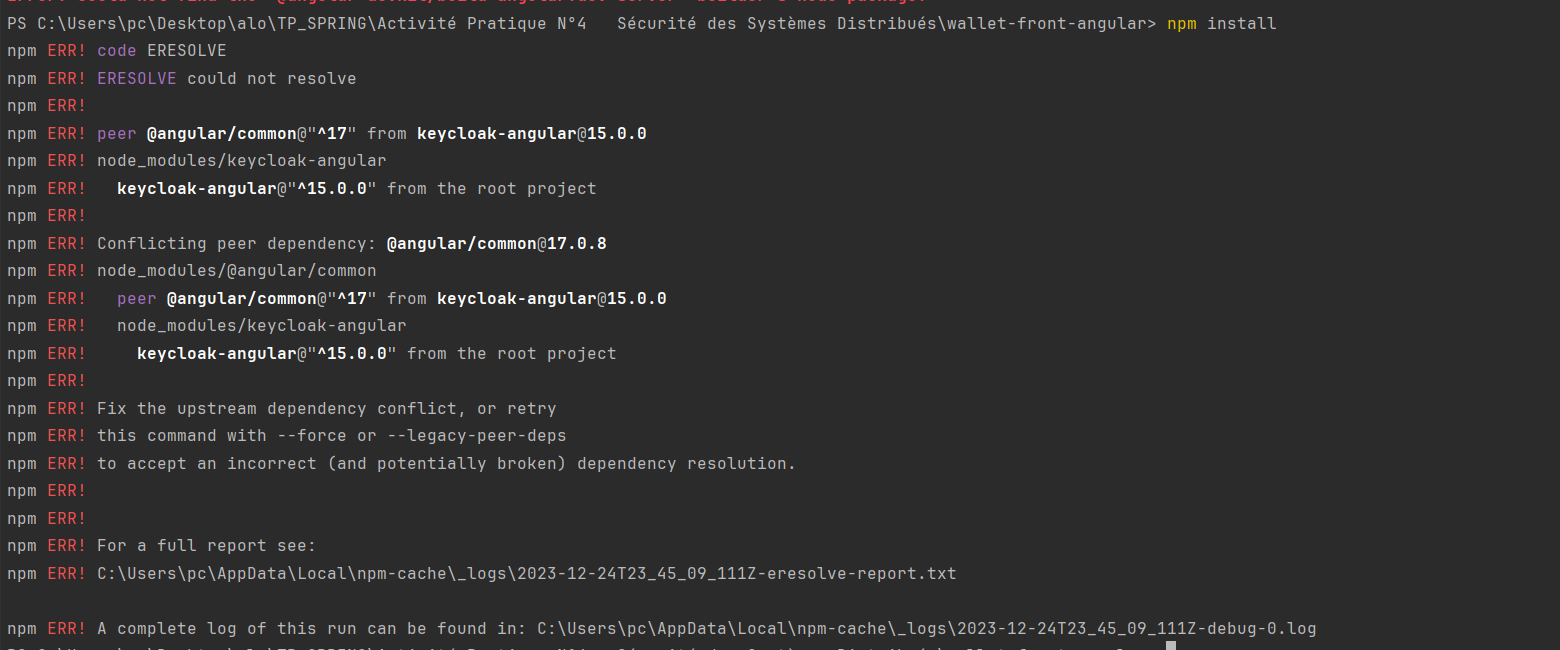 PS C:\Users\pc\Desktop\alo\TP_SPRING\Activité Pratique N°4   Sécurité des Systèmes Distribués\wallet-front-angular> npm install
npm ERR! code ERESOLVE
npm ERR! ERESOLVE could not resolve
npm ERR!
npm ERR! peer @angular/common@"^17" from keycloak-angular@15.0.0
npm ERR! node_modules/keycloak-angular
npm ERR!   keycloak-angular@"^15.0.0" from the root project
npm ERR!
npm ERR! Conflicting peer dependency: @angular/common@17.0.8
npm ERR! node_modules/@angular/common
npm ERR!   peer @angular/common@"^17" from keycloak-angular@15.0.0
npm ERR!   node_modules/keycloak-angular
npm ERR!     keycloak-angular@"^15.0.0" from the root project
npm ERR!
npm ERR! Fix the upstream dependency conflict, or retry
npm ERR! this command with --force or --legacy-peer-deps
npm ERR! to accept an incorrect (and potentially broken) dependency resolution.
npm ERR!
npm ERR!
npm ERR! For a full report see:
npm ERR! C:\Users\pc\AppData\Local\npm-cache\_logs\2023-12-24T23_45_09_111Z-eresolve-report.txt

npm ERR! A complete log of this run can be found in: C:\Users\pc\AppData\Local\npm-cache\_logs\2023-12-24T23_45_09_111Z-debug-0.log